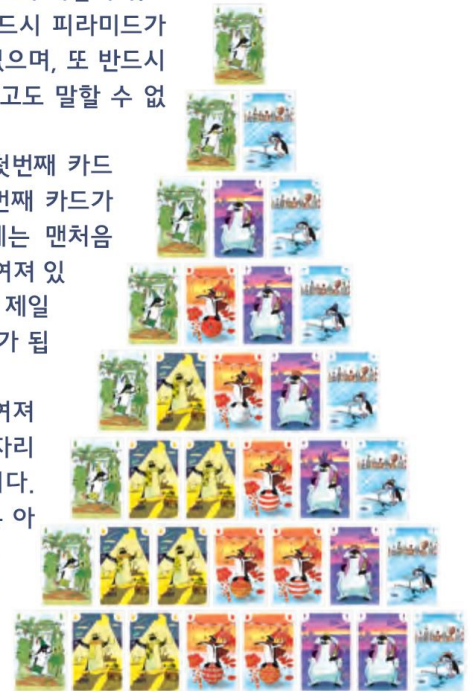 드시 피라미드가
으며, 또 반드시
고도 말할 수 없
번째 카드
번째 카드가
에는 맨처음
여져 있
제일
가 됩
여져
자리
니다.
아